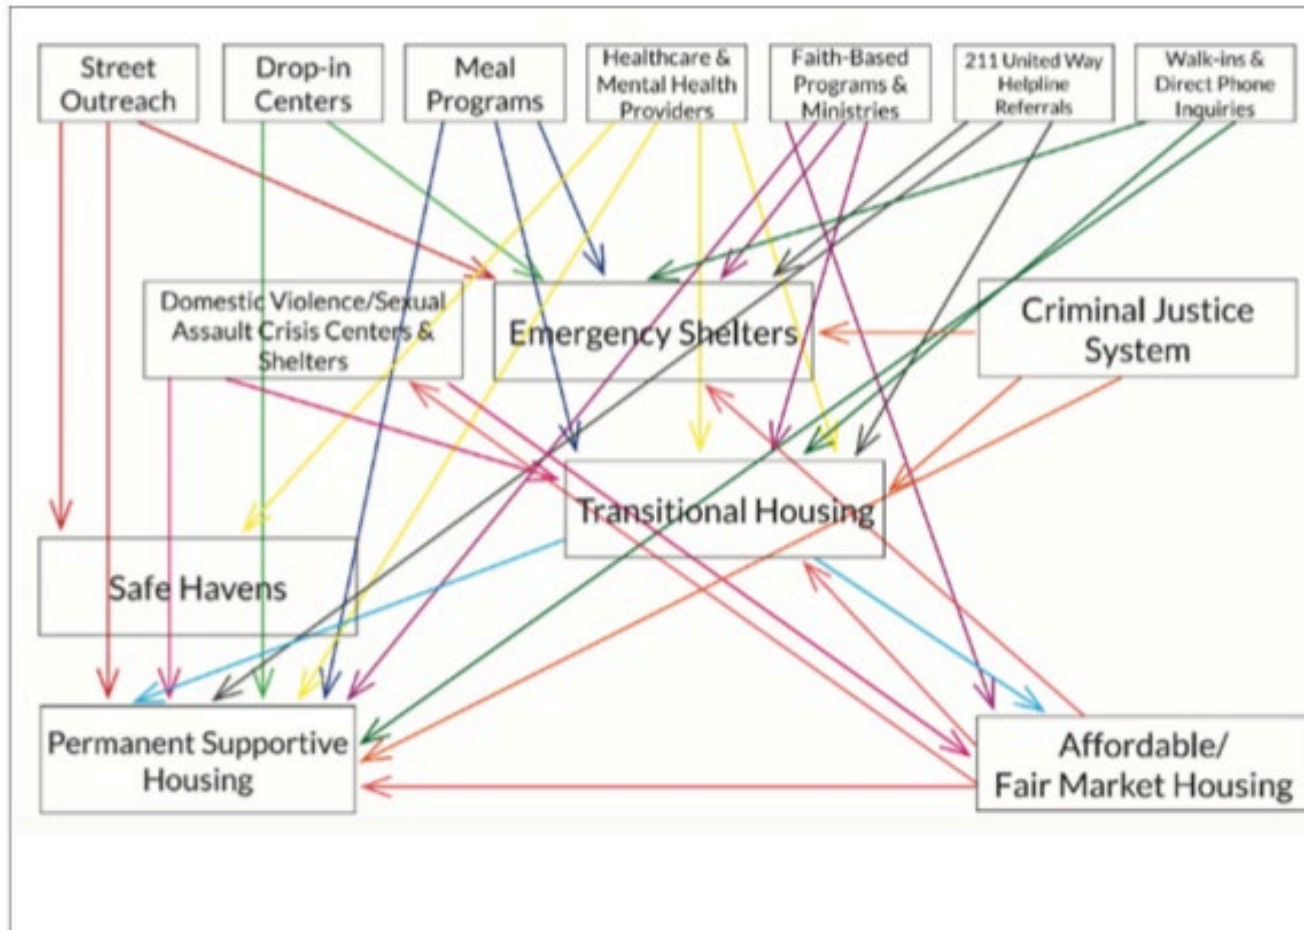 Street
Outreach
Drop-in
Centers
Meal
Programs
Healthcare &
Mental Health
Providers
Faith-Based
Programs &
Ministries
211 United Way
Helpline
Referrals
Walk-ins &
Direct Phone
Inquiries
Domestic Violence/Sexual
Assault Crisis Centers &
Shelters
Emergency Shelters
Criminal Justice
System
Transitional Housing
Safe Havens
Permanent Supportive
Housing
Affordable/
Fair Market Housing